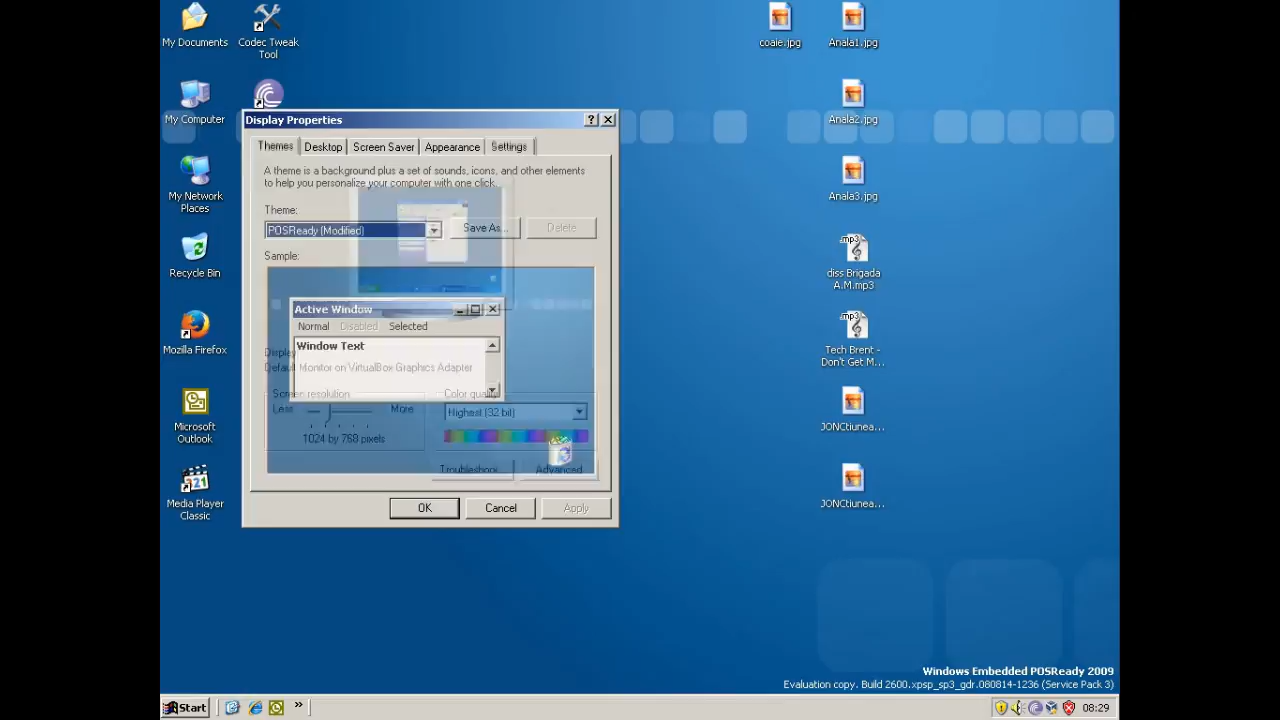 My Documents
Codec Tweak
Tool
coaie.jpg
Anala1.jpg
My Computer
Anala2.jpg
My Network
Places
Anala3.jpg
Recycle Bin
diss Brigada
A.M.mp3
Mozilla Firefox
Tech Brent -
Don't Get M...
Microsoft
Outlook
JONCtiunea...
Media Player
Classic
JONCtiunea...
Display Properties
Themes
Desktop
Screen Saver
Appearance
Settings
A theme is a background plus a set of sounds, icons, and other elements
to help you personalize your computer with one click.
Theme:
POSReady (Modified)
Save As...
Delete
Sample:
Active Window
Normal
Disabled
Selected
Window Text
Display
Default Monitor on VirtualBox Graphics Adapter
Screen resolution
Color quality
Less
More
Highest (32 bit)
1024 by 768 pixels
Troubleshoot...
Advanced
OK
Cancel
Apply
Windows Embedded POSReady 2009
Evaluation copy. Build 2600.xpsp_sp3_gdr.080814-1236 (Service Pack 3)
Start
08:29